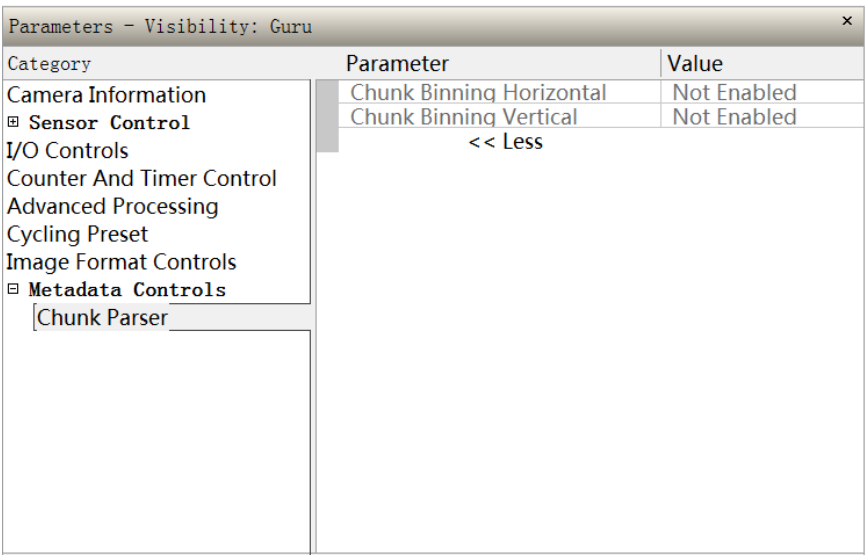 Parameters - Visibility: Guru ×
Category Parameter Value
Camera Information Chunk Binning Horizontal Not Enabled
⊞ Sensor Control Chunk Binning Vertical Not Enabled
I/O Controls << Less
Counter And Timer Control
Advanced Processing
Cycling Preset
Image Format Controls
⊟ Metadata Controls
Chunk Parser